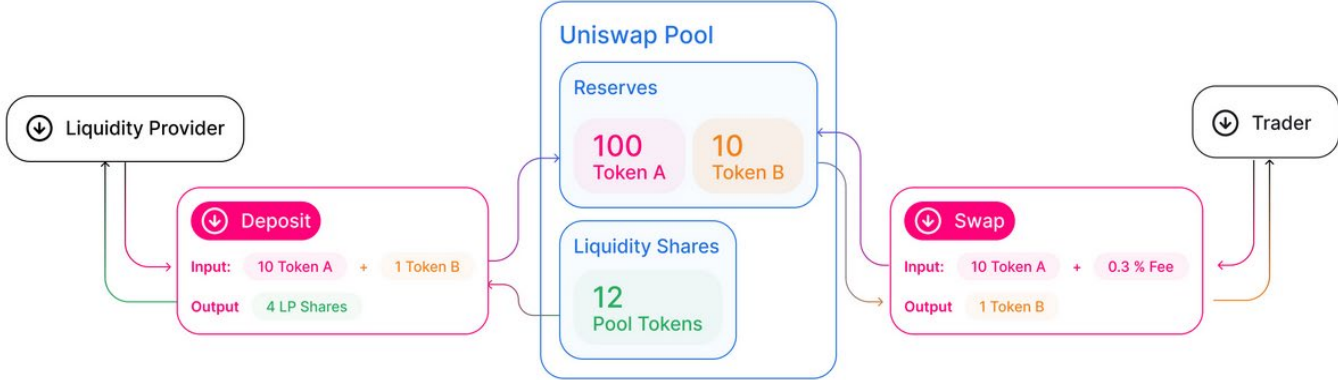 Liquidity Provider
Deposit
Input: 10 Token A + 1 Token B
Output 4 LP Shares
Uniswap Pool
Reserves
100 10
Token A Token B
Liquidity Shares
12
Pool Tokens
Trader
Swap
Input: 10 Token A + 0.3 % Fee
Output 1 Token B